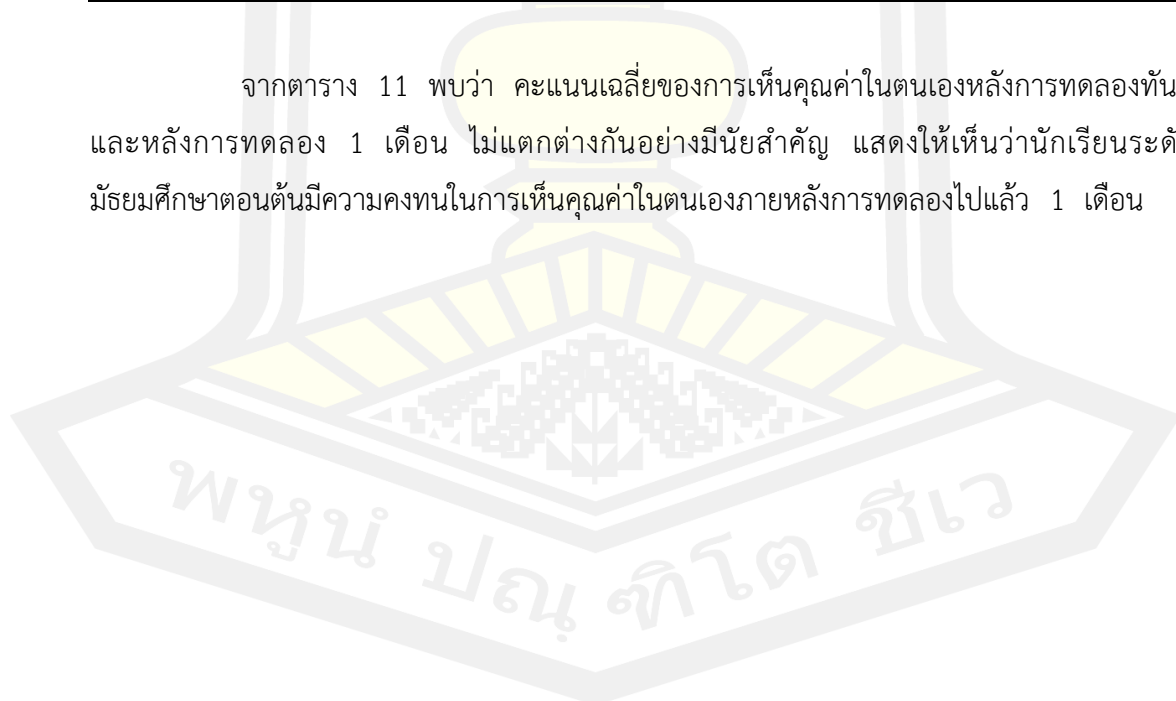 จากตาราง 11 พบว่า คะแนนเฉลี่ยของการเห็นคุณค่าในตนเองหลังการทดลองทัน
และหลังการทดลอง 1 เดือน ไม่แตกต่างกันอย่างมีนัยสำคัญ แสดงให้เห็นว่านักเรียนระดั
มัธยมศึกษาตอนต้นมีความคงทนในการเห็นคุณค่าในตนเองภายหลังการทดลองไปแล้ว 1 เดือน
พหูนํ ปณฺ ฑิโต ชีเว